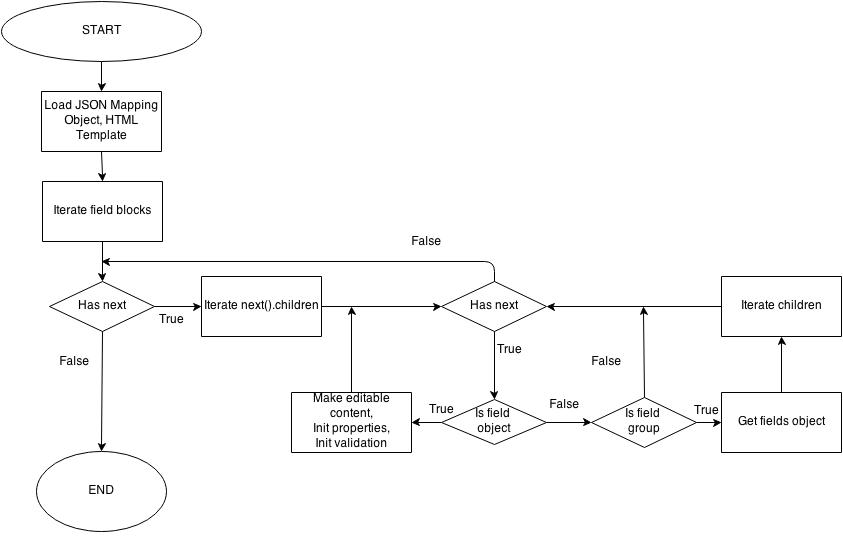 START
Load JSON Mapping
Object, HTML
Template
Iterate field blocks
False
Has next
True
Iterate next().children
Has next
Iterate children
False
True
False
Make editable
content,
Init properties,
Init validation
True
Is field
object
False
Is field
group
True
Get fields object
END